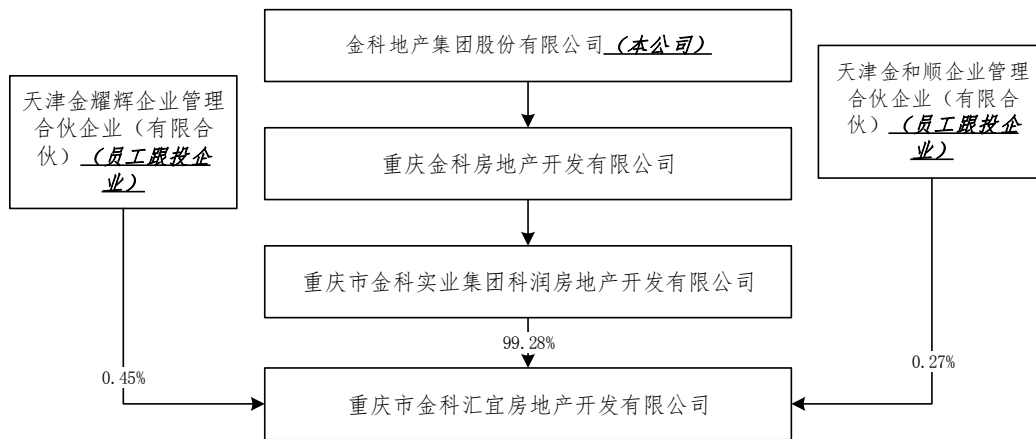 金科地产集团股份有限公司（本公司）
天津金耀辉企业管理
合伙企业（有限合
伙）（员工跟投企
业）
天津金和顺企业管理
合伙企业（有限合
伙）（员工跟投企
业）
重庆金科房地产开发有限公司
重庆市金科实业集团科润房地产开发有限公司
99.28%
0.45%
0.27%
重庆市金科汇宜房地产开发有限公司